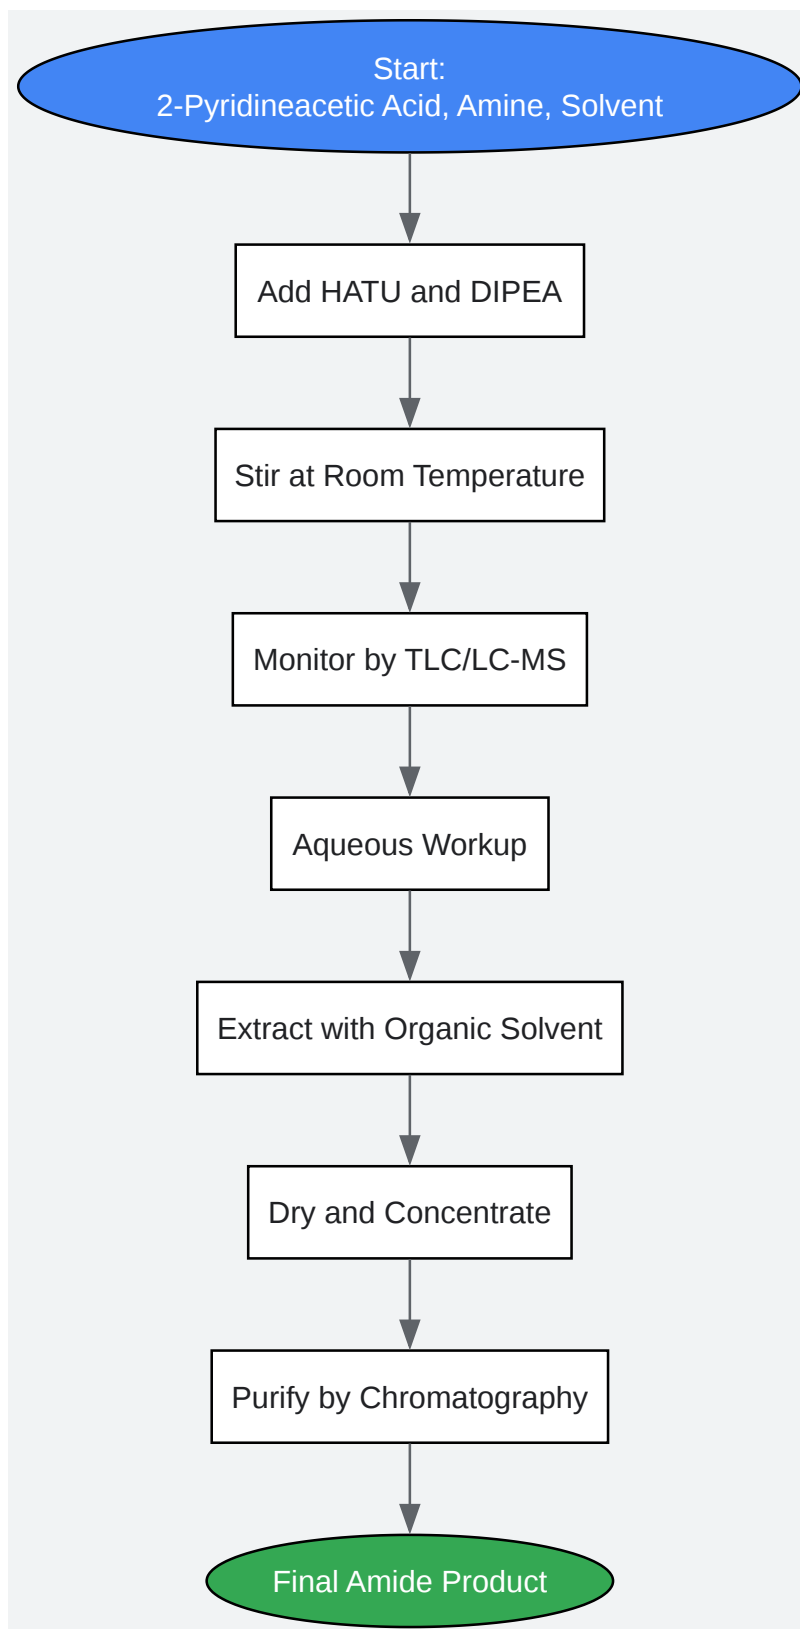 Start:
2-Pyridineacetic Acid, Amine, Solvent
Add HATU and DIPEA
Stir at Room Temperature
Monitor by TLC/LC-MS
Aqueous Workup
Extract with Organic Solvent
Dry and Concentrate
Purify by Chromatography
Final Amide Product